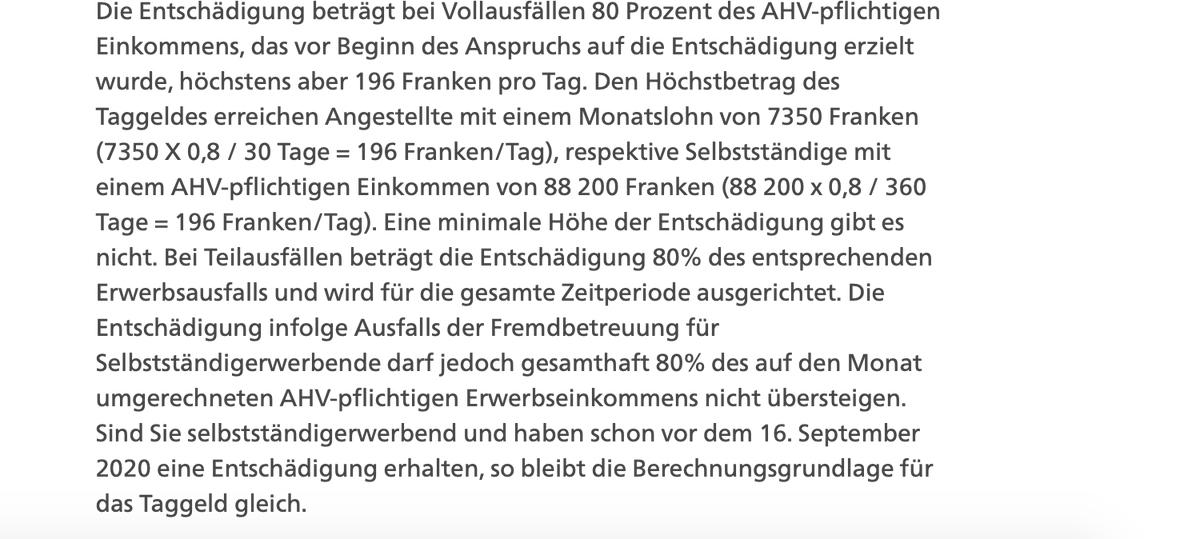 Die Entschädigung beträgt bei Vollausfällen 80 Prozent des AHV-pflichtigen
Einkommens, das vor Beginn des Anspruchs auf die Entschädigung erzielt
wurde, höchstens aber 196 Franken pro Tag. Den Höchstbetrag des
Taggeldes erreichen Angestellte mit einem Monatslohn von 7350 Franken
(7350 X 0,8 / 30 Tage = 196 Franken/Tag), respektive Selbstständige mit
einem AHV-pflichtigen Einkommen von 88 200 Franken (88 200 x 0,8 / 360
Tage = 196 Franken/Tag). Eine minimale Höhe der Entschädigung gibt es
nicht. Bei Teilausfällen beträgt die Entschädigung 80% des entsprechenden
Erwerbsausfalls und wird für die gesamte Zeitperiode ausgerichtet. Die
Entschädigung infolge Ausfalls der Fremdbetreuung für
Selbstständigerwerbende darf jedoch gesamthaft 80% des auf den Monat
umgerechneten AHV-pflichtigen Erwerbseinkommens nicht übersteigen.
Sind Sie selbstständigerwerbend und haben schon vor dem 16. September
2020 eine Entschädigung erhalten, so bleibt die Berechnungsgrundlage für
das Taggeld gleich.